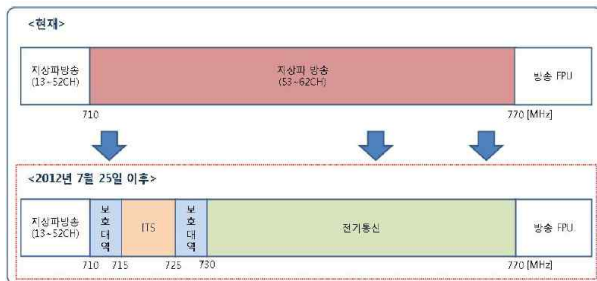 <현재>
지상파방송
(13~52CH)
지상파 방송
(53~62CH)
방송 FPU
710
770 [MHz]
<2012년 7월 25일 이후>
지상파방송
(13~52CH)
보호대역
ITS
보호대역
전기통신
방송 FPU
710
715
725
730
770 [MHz]